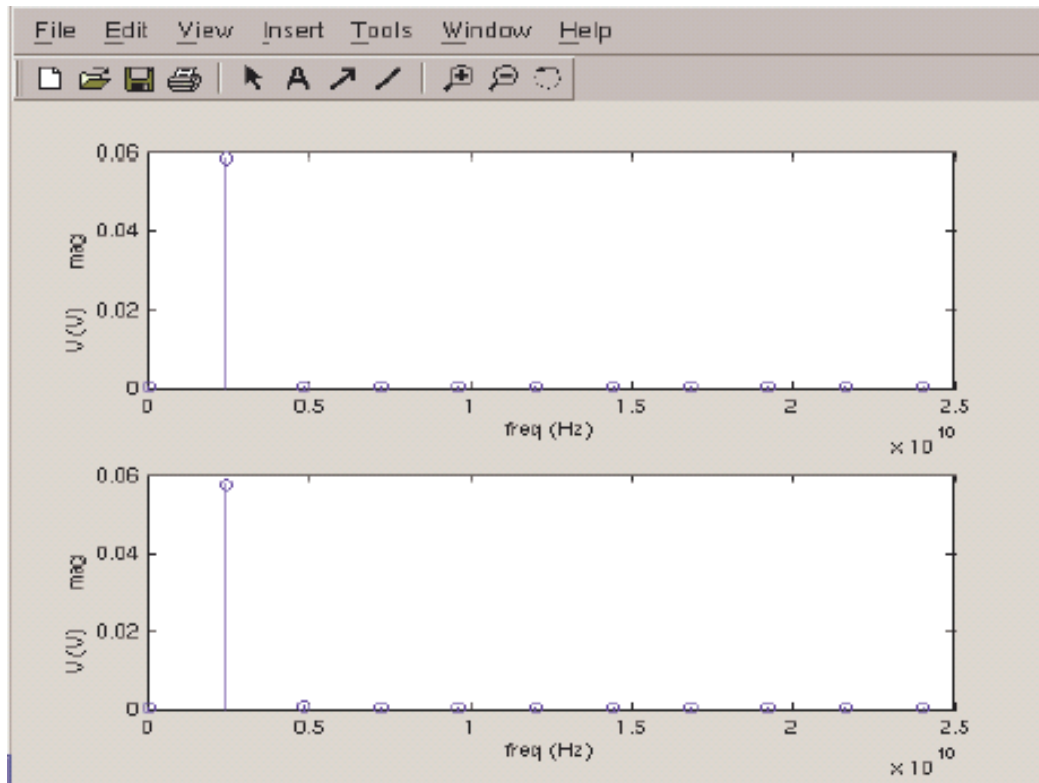 File Edit View Insert Tools Window Help
A
0.06
0.04
0.02
0
V(V) mag
0 0.5 1 1.5 2 2.5
freq (Hz)
x 10^10
0.06
0.04
0.02
0
V(V) mag
0 0.5 1 1.5 2 2.5
freq (Hz)
x 10^10